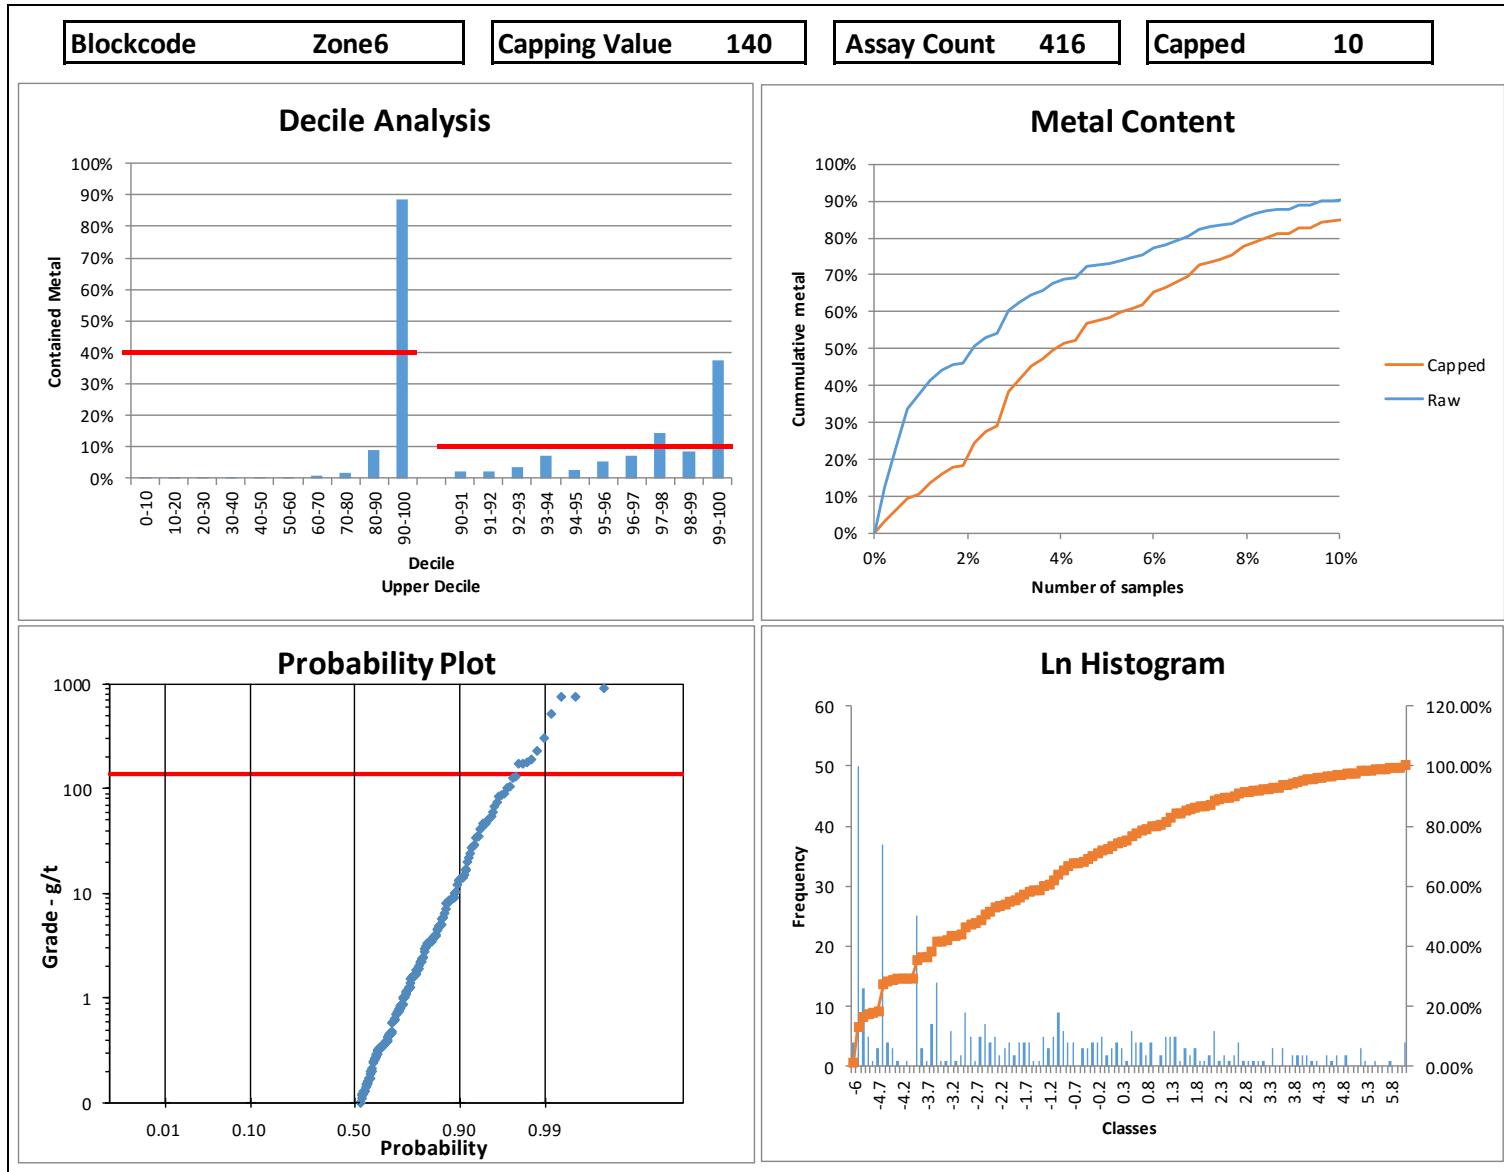 Blockcode Zone6 Capping Value 140 Assay Count 416 Capped 10
Decile Analysis
100%
90%
80%
70%
60%
50%
40%
30%
20%
10%
0%
Contained Metal
0-10 10-20 20-30 30-40 40-50 50-60 60-70 70-80 80-90 90-100 90-91 91-92 92-93 93-94 94-95 95-96 96-97 97-98 98-99 99-100
Decile
Upper Decile
Metal Content
100%
90%
80%
70%
60%
50%
40%
30%
20%
10%
0%
Cummulative metal
0% 2% 4% 6% 8% 10%
Number of samples
Capped
Raw
Probability Plot
1000
100
10
1
0
Grade - g/t
0.01 0.10 0.50 0.90 0.99
Probability
Ln Histogram
60
50
40
30
20
10
0
Frequency
120.00%
100.00%
80.00%
60.00%
40.00%
20.00%
0.00%
-6 -4.7 -4.2 -3.7 -3.2 -2.7 -2.2 -1.7 -1.2 -0.7 -0.2 0.3 0.8 1.3 1.8 2.3 2.8 3.3 3.8 4.3 4.8 5.3 5.8
Classes